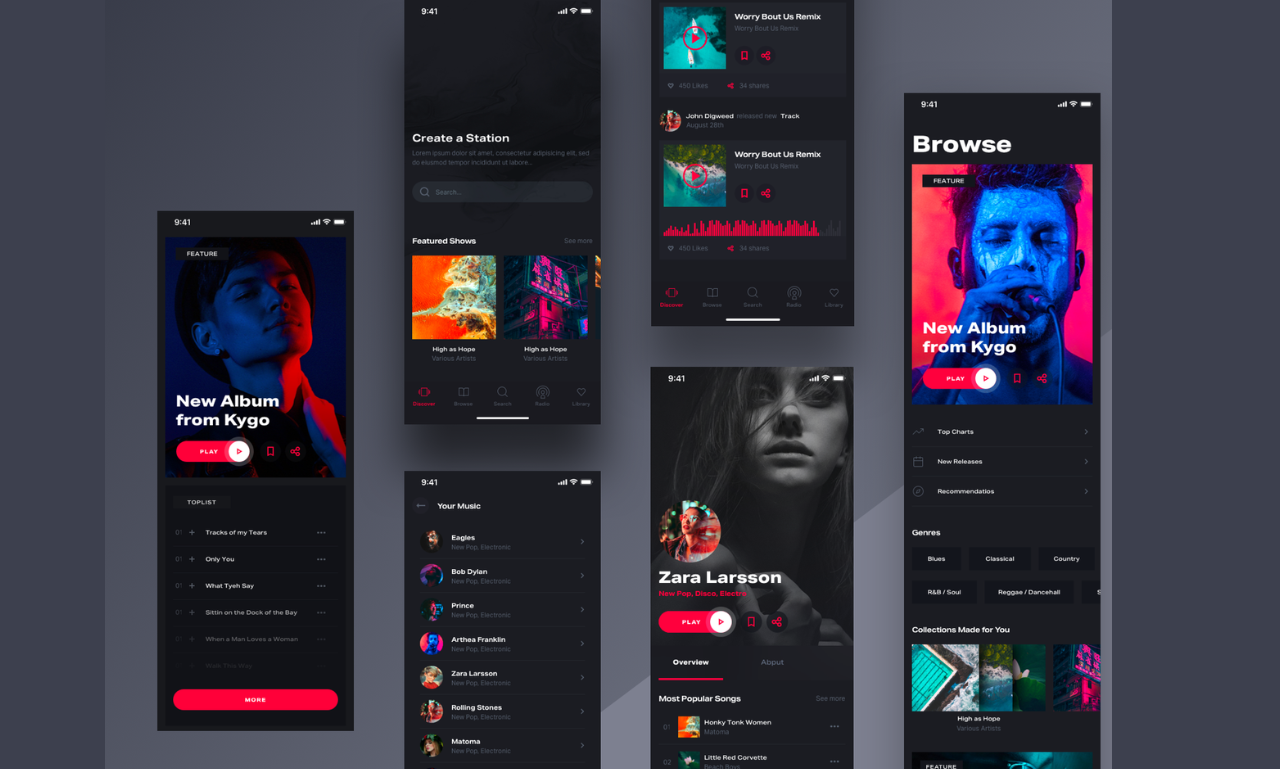 9:41
FEATURE
New Album
from Kygo
PLAY
TOPLIST
01 Tracks of my Tears
01 Only You
01 What Tyeh Say
01 Sittin on the Dock of the Bay
When a Man Loves a Woman
Walk This Way
MORE
9:41
Create a Station
Lorem ipsum dolor sit amet, consectetur adipisicing elit, sed
do eiusmod tempor incididunt ut labore..
Search...
Featured Shows See more
High as Hope High as Hope
Various Artists Various Artists
Discover Browse Search Radio Library
9:41
Your Music
Eagles
New Pop, Electronic
Bob Dylan
New Pop, Electronic
Prince
New Pop, Electronic
Arthea Franklin
New Pop, Electronic
Zara Larsson
New Pop, Electronic
Rolling Stones
New Pop, Electronic
Matoma
New Pop, Electronic
Worry Bout Us Remix
Worry Bout Us Remix
450 Likes 34 shares
John Digweed released new Track
August 28th
Worry Bout Us Remix
Worry Bout Us Remix
450 Likes 34 shares
Discover Browse Search Radio Library
9:41
Zara Larsson
New Pop, Disco, Electro
PLAY
Overview About
Most Popular Songs See more
01 Honky Tonk Women
Matoma
02 Little Red Corvette
Beach Boys
9:41
Browse
FEATURE
New Album
from Kygo
PLAY
Top Charts
New Releases
Recommendatios
Genres
Blues Classical Country
R&B / Soul Reggae / Dancehall S
Collections Made for You
High as Hope
Various Artists
FEATURE